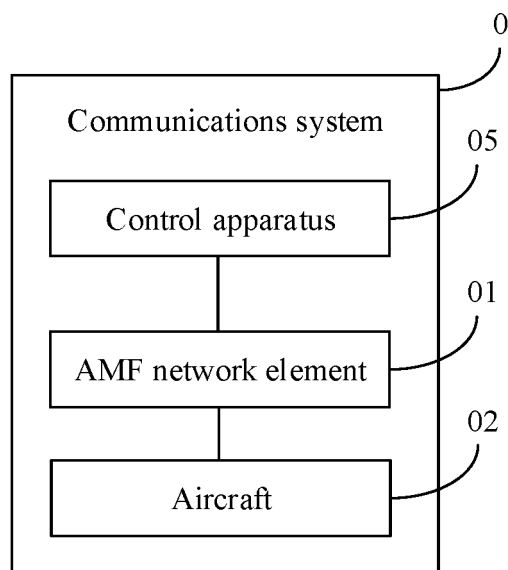 0
Communications system
05
Control apparatus
01
AMF network element
02
Aircraft